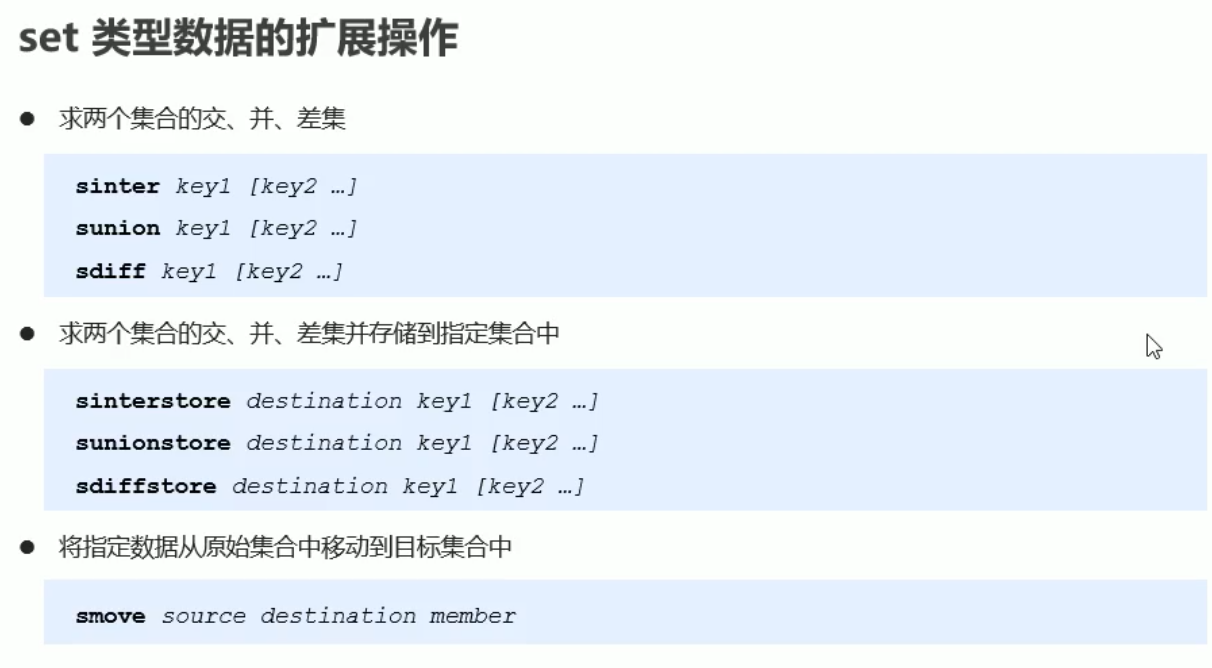 set 类型数据的扩展操作
● 求两个集合的交、并、差集
sinter key1 [key2 …]
sunion key1 [key2 …]
sdiff key1 [key2 …]
● 求两个集合的交、并、差集并存储到指定集合中
sinterstore destination key1 [key2 …]
sunionstore destination key1 [key2 …]
sdiffstore destination key1 [key2 …]
● 将指定数据从原始集合中移动到目标集合中
smove source destination member